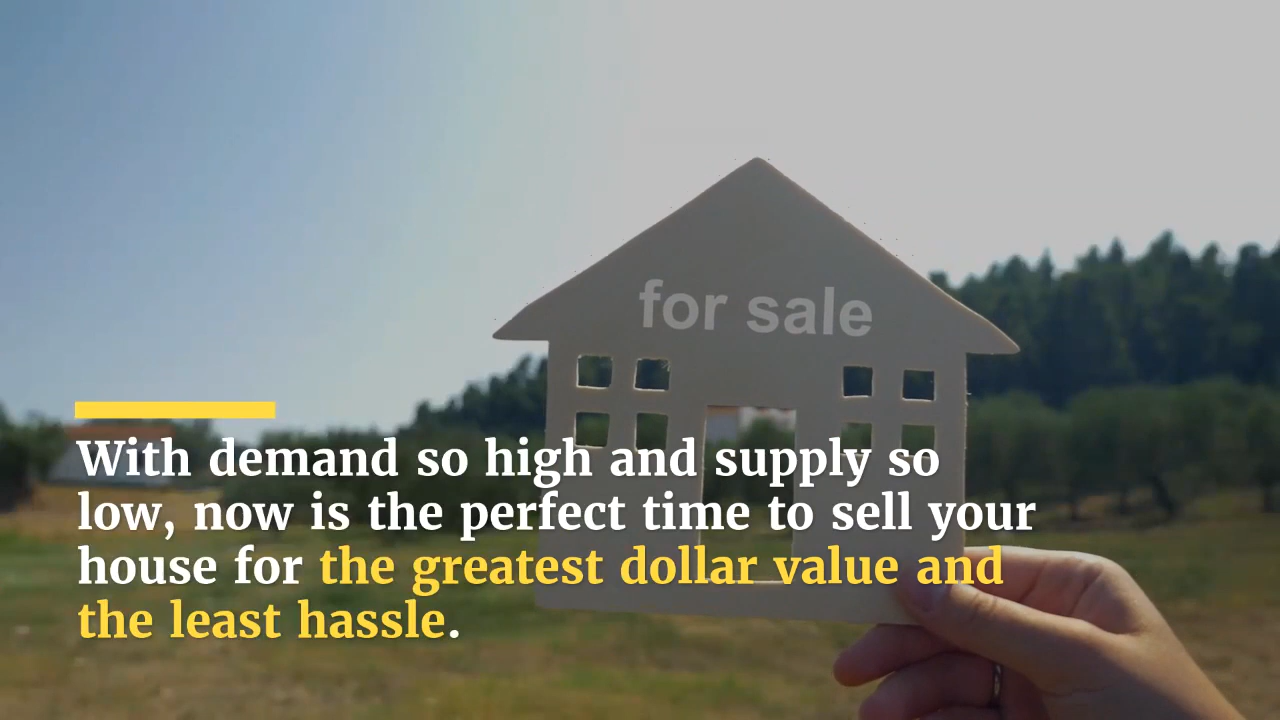 for sale
With demand so high and supply so
low, now is the perfect time to sell your
house for the greatest dollar value and
the least hassle.